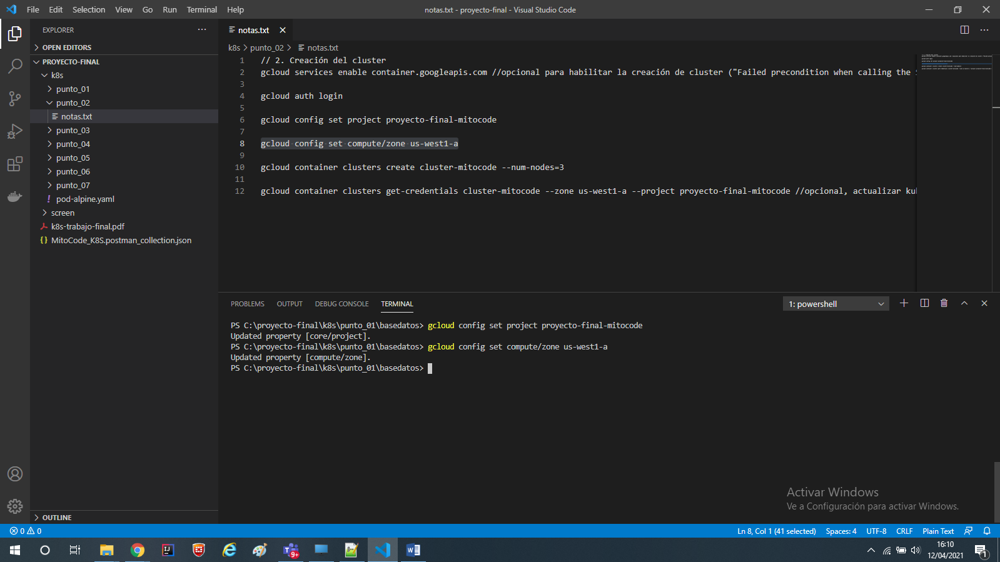 File Edit Selection View Go Run Terminal Help
notas.txt - proyecto-final - Visual Studio Code
EXPLORER
OPEN EDITORS
PROYECTO-FINAL
k8s
punto_01
punto_02
notas.txt
punto_03
punto_04
punto_05
punto_06
punto_07
! pod-alpine.yaml
screen
k8s-trabajo-final.pdf
{} MitoCode_K8S.postman_collection.json
OUTLINE
notas.txt
k8s > punto_02 > notas.txt
1 // 2. Creación del cluster
2 gcloud services enable container.googleapis.com //opcional para habilitar la creación de cluster ("Failed precondition when calling the
3
4 gcloud auth login
5
6 gcloud config set project proyecto-final-mitocode
7
8 gcloud config set compute/zone us-west1-a
9
10 gcloud container clusters create cluster-mitocode --num-nodes=3
11
12 gcloud container clusters get-credentials cluster-mitocode --zone us-west1-a --project proyecto-final-mitocode //opcional, actualizar
PROBLEMS OUTPUT DEBUG CONSOLE TERMINAL
1: powershell
PS C:\proyecto-final\k8s\punto_01\basedatos> gcloud config set project proyecto-final-mitocode
Updated property [core/project].
PS C:\proyecto-final\k8s\punto_01\basedatos> gcloud config set compute/zone us-west1-a
Updated property [compute/zone].
PS C:\proyecto-final\k8s\punto_01\basedatos>
Activar Windows
Ve a Configuración para activar Windows.
0 0
Ln 8, Col 1 (41 selected) Spaces: 4 UTF-8 CRLF Plain Text
9+
16:10
12/04/2021
1